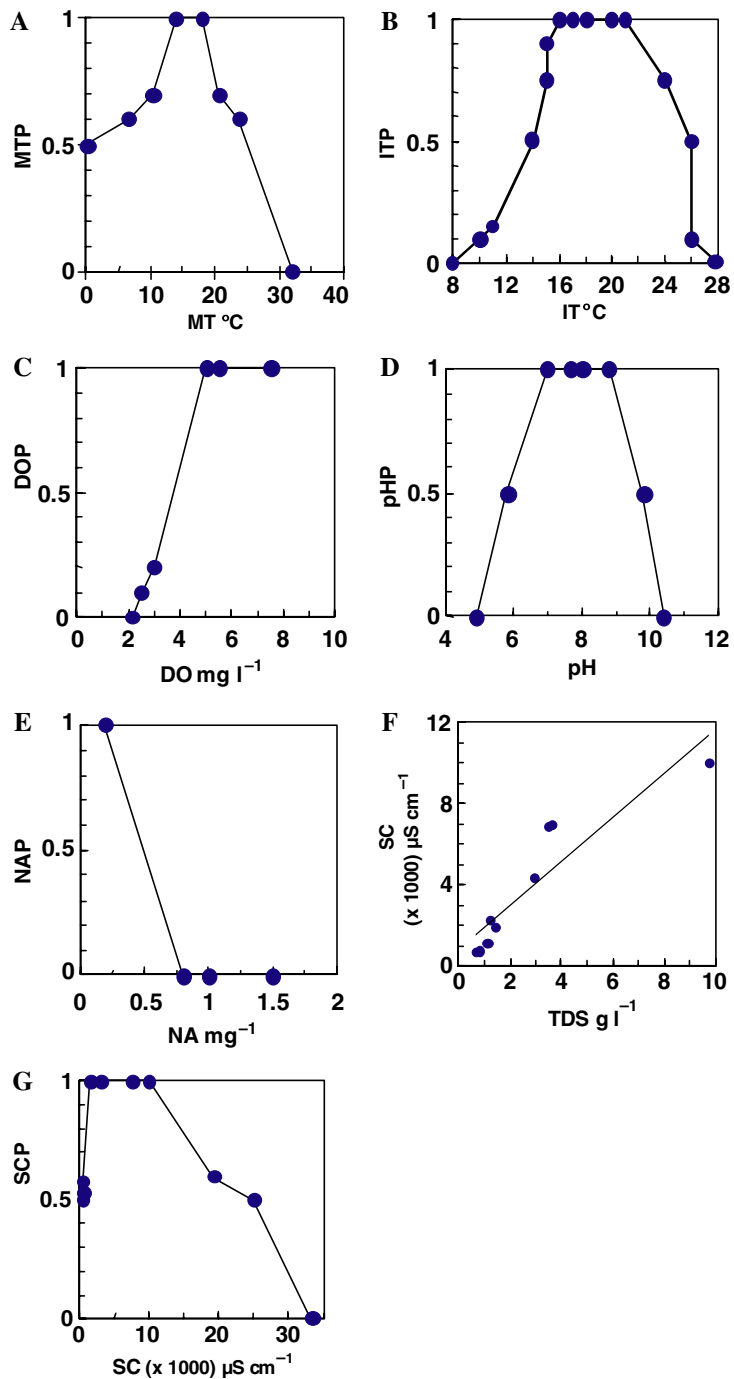 A
1
0.5
0
MTP
0 10 20 30 40
MT °C
B
1
0.5
0
ITP
8 12 16 20 24 28
IT°C
C
1
0.5
0
DOP
0 2 4 6 8 10
DO mg l⁻¹
D
1
0.5
0
pHP
4 6 8 10 12
pH
E
1
0.5
0
NAP
0 0.5 1 1.5 2
NA mg⁻¹
F
12
8
4
0
SC
(x 1000) µS cm⁻¹
0 2 4 6 8 10
TDS g l⁻¹
G
1
0.5
0
SCP
0 10 20 30
SC (x 1000) µS cm⁻¹